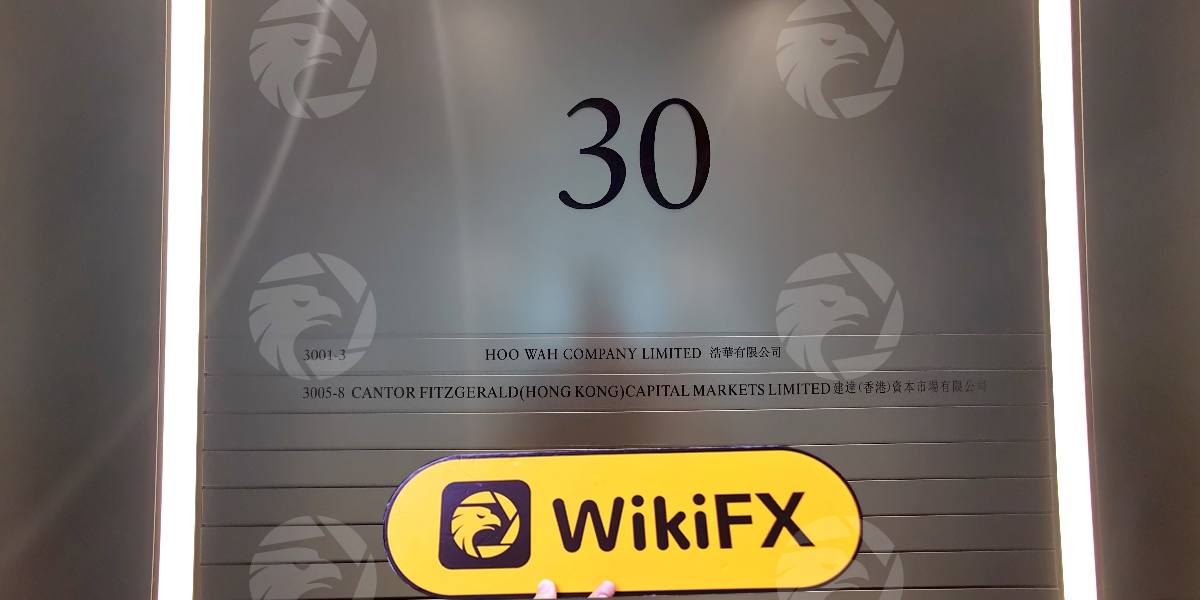 30
3001-3 HOO WAH COMPANY LIMITED 浩華有限公司
3005-8 CANTOR FITZGERALD(HONG KONG)CAPITAL MARKETS LIMITED 建達(香港)資本市場有限公司
WikiFX